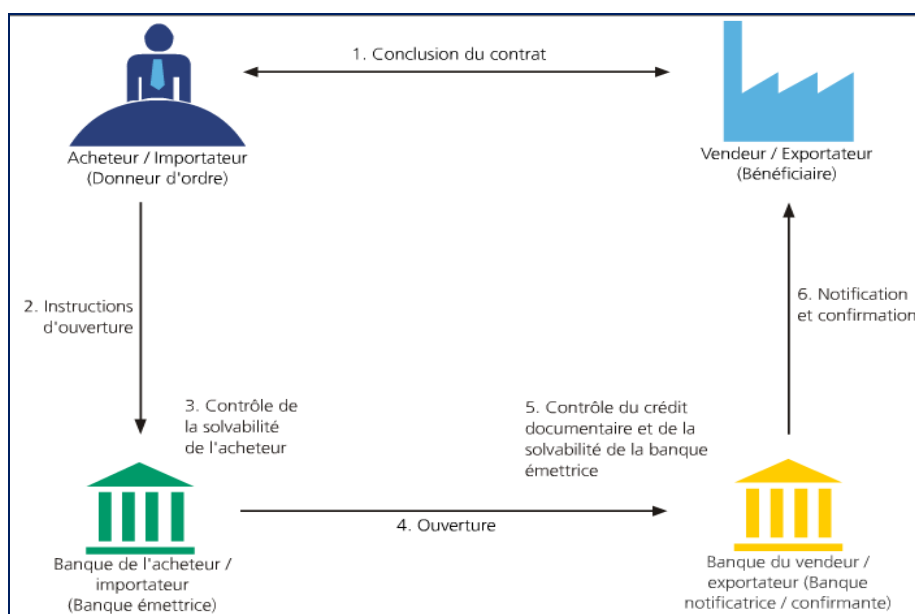 1. Conclusion du contrat
Acheteur / Importateur
(Donneur d'ordre)
Vendeur / Exportateur
(Bénéficiaire)
2. Instructions
d'ouverture
6. Notification
et confirmation
3. Contrôle de
la solvabilité
de l'acheteur
5. Contrôle du crédit
documentaire et de la
solvabilité de la banque
émettrice
4. Ouverture
Banque de l'acheteur /
importateur
(Banque émettrice)
Banque du vendeur /
exportateur (Banque
notificatrice / confirmante)